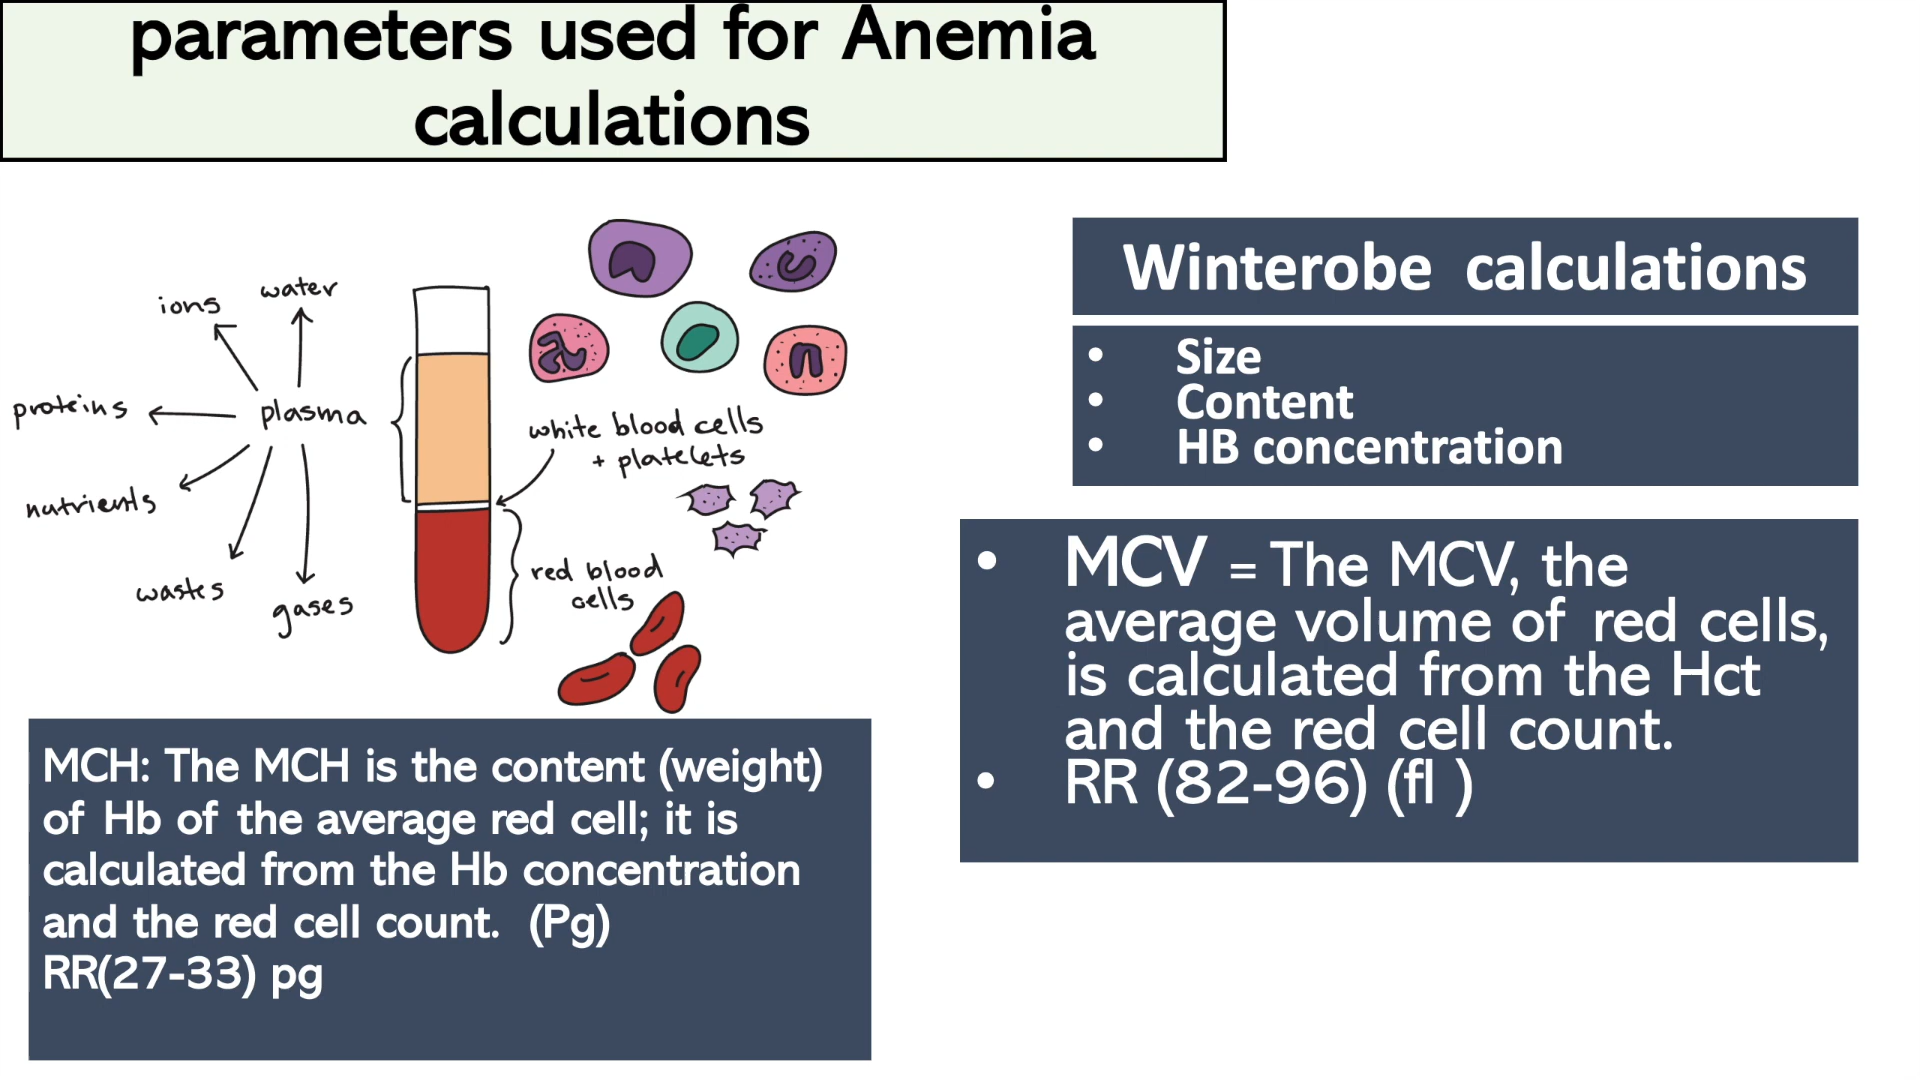 parameters used for Anemia
calculations
ions
water
proteins
plasma
nutrients
wastes
gases
white blood cells
+ platelets
red blood
cells
Winterobe calculations
• Size
• Content
• HB concentration
• MCV = The MCV, the
average volume of red cells,
is calculated from the Hct
and the red cell count.
• RR (82-96) (fl )
MCH: The MCH is the content (weight)
of Hb of the average red cell; it is
calculated from the Hb concentration
and the red cell count. (Pg)
RR(27-33) pg